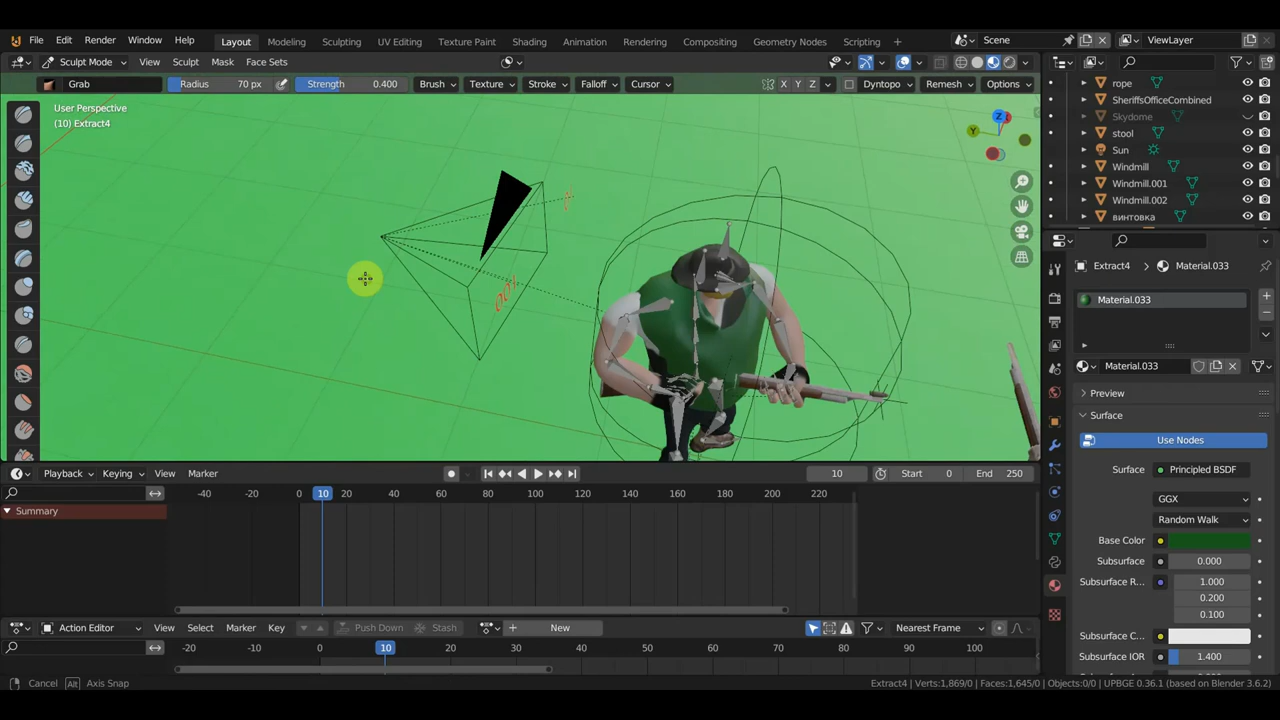 File Edit Render Window Help Layout Modeling Sculpting UV Editing Texture Paint Shading Animation Rendering Compositing Geometry Nodes Scripting Scene ViewLayer
Sculpt Mode View Sculpt Mask Face Sets
Grab Radius 70 px Strength 0.400 Brush Texture Stroke Falloff Cursor X Y Z Dyntopo Remesh Options
User Perspective
(10) Extract4
Z
Y
001
rope
SheriffsOfficeCombined
Skydome
stool
Sun
Windmill
Windmill.001
Windmill.002
винтовка
Extract4 Material.033
Material.033
Material.033
Preview
Surface
Use Nodes
Surface Principled BSDF
GGX
Random Walk
Base Color
Subsurface 0.000
Subsurface R... 1.000
0.200
0.100
Subsurface C...
Subsurface IOR 1.400
Playback Keying View Marker 10 Start 0 End 250
-40 -20 0 10 20 40 60 80 100 120 140 160 180 200 220
Summary
Action Editor View Select Marker Key Push Down Stash New Nearest Frame
-20 -10 0 10 20 30 40 50 60 70 80 90 100
Cancel Alt Axis Snap Extract4 | Verts:1,869/0 | Faces:1,645/0 | Objects:0/0 | UPBGE 0.36.1 (based on Blender 3.6.2)